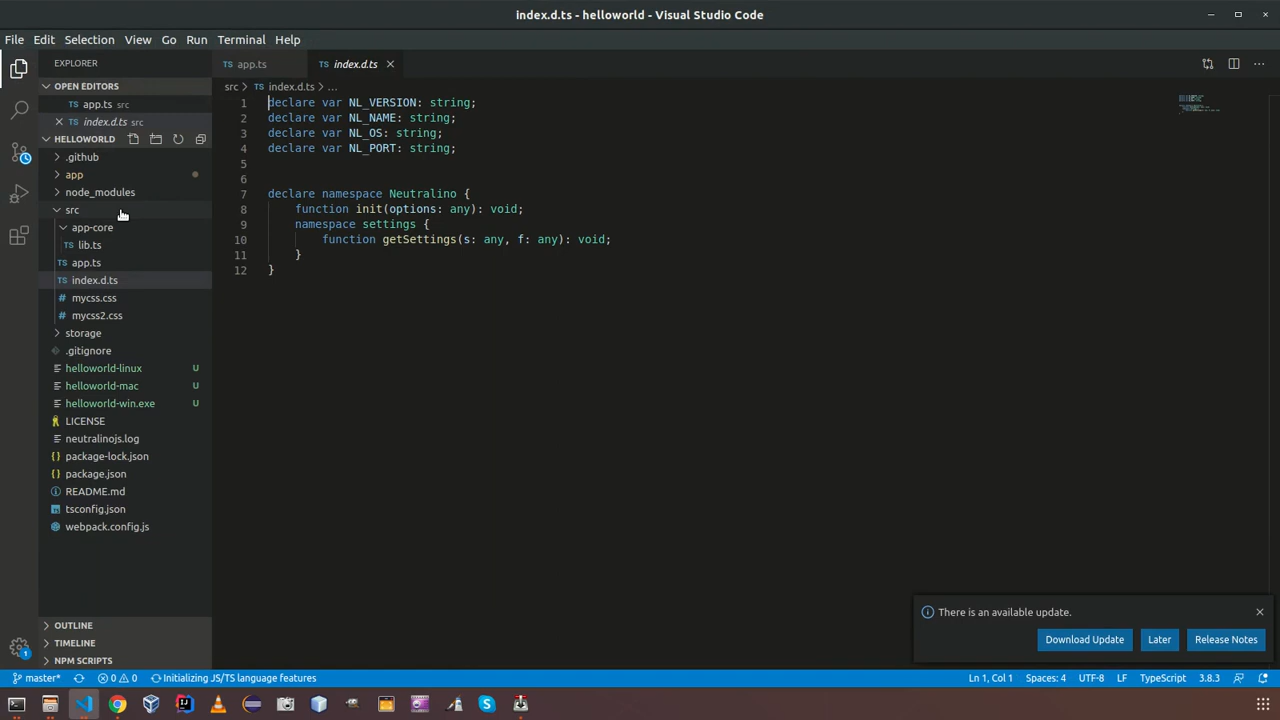 index.d.ts - helloworld - Visual Studio Code
File Edit Selection View Go Run Terminal Help
EXPLORER
OPEN EDITORS
TS app.ts src
TS index.d.ts src
HELLOWORLD
.github
app
node_modules
src
app-core
TS lib.ts
TS app.ts
TS index.d.ts
# mycss.css
# mycss2.css
storage
.gitignore
helloworld-linux U
helloworld-mac U
helloworld-win.exe U
LICENSE
neutralinojs.log
{} package-lock.json
{} package.json
README.md
tsconfig.json
webpack.config.js
OUTLINE
TIMELINE
NPM SCRIPTS
TS app.ts TS index.d.ts
src > TS index.d.ts > ...
1 declare var NL_VERSION: string;
2 declare var NL_NAME: string;
3 declare var NL_OS: string;
4 declare var NL_PORT: string;
5
6
7 declare namespace Neutralino {
8 function init(options: any): void;
9 namespace settings {
10 function getSettings(s: any, f: any): void;
11 }
12 }
There is an available update.
Download Update Later Release Notes
1
master* 0 0 Initializing JS/TS language features Ln 1, Col 1 Spaces: 4 UTF-8 LF TypeScript 3.8.3